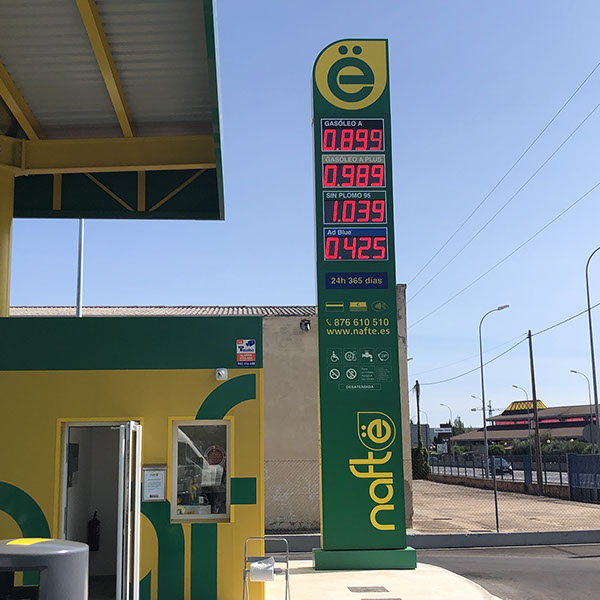 ë
GASÓLEO A
0.899
GASÓLEO A PLUS
0.989
SIN PLOMO 95
1.039
Ad Blue
0.425
24h 365 días
876 610 510
www.nafte.es
DESATENDIDA
naftë